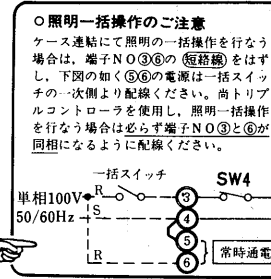 ○照明一括操作のご注意
ケース連結にて照明の一括操作を行なう
場合は,端子NO③⑥の(短絡線)をはず
し,下図の如く⑤⑥の電源は一括スイッ
チの一次側より配線ください。尚トリプ
ルコントローラを使用し,照明一括操作
を行なう場合は必らず端子NO③と⑥が
同相になるように配線ください。
一括スイッチ
SW4
R
③
単相100V
S
④
50/60Hz
⑤
常時通電
R
⑥